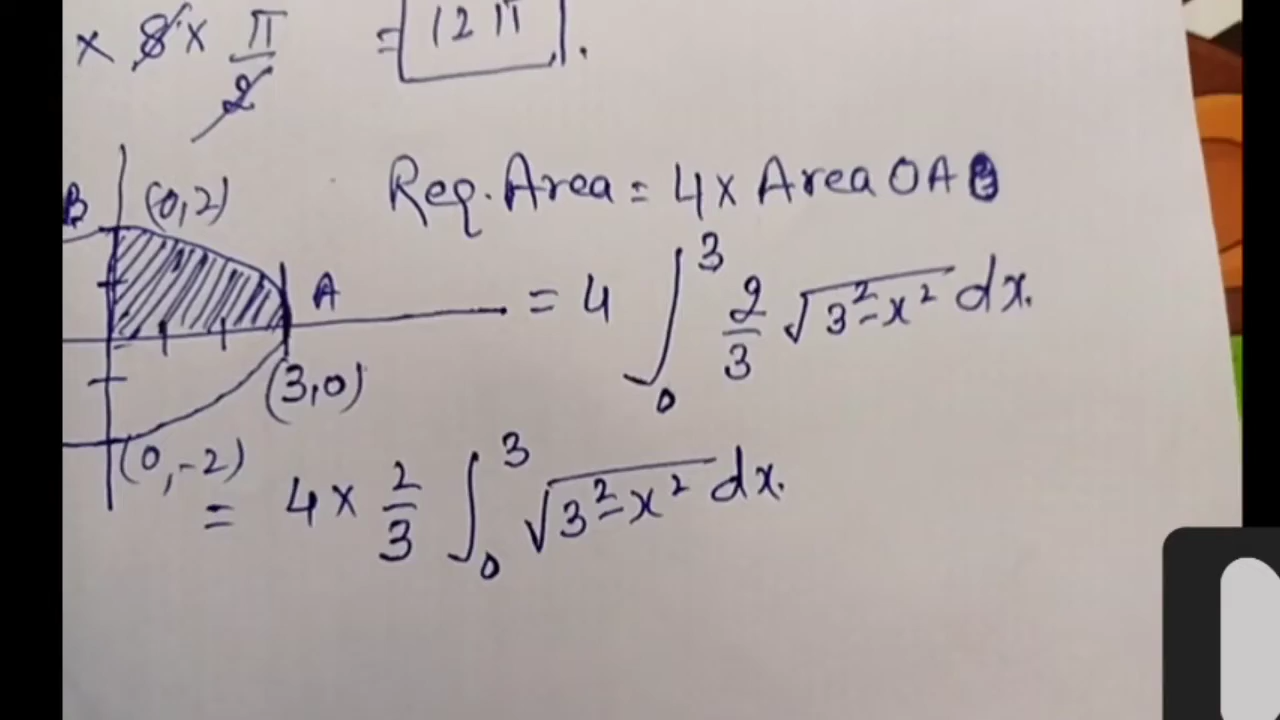 × 8 × π/2 = 12 π.
B (0,2)
Req. Area = 4 × Area OAB
A
= 4 ∫₀³ 2/3 √(3²-x²) dx.
(3,0)
(0,-2)
= 4 × 2/3 ∫₀³ √(3²-x²) dx.